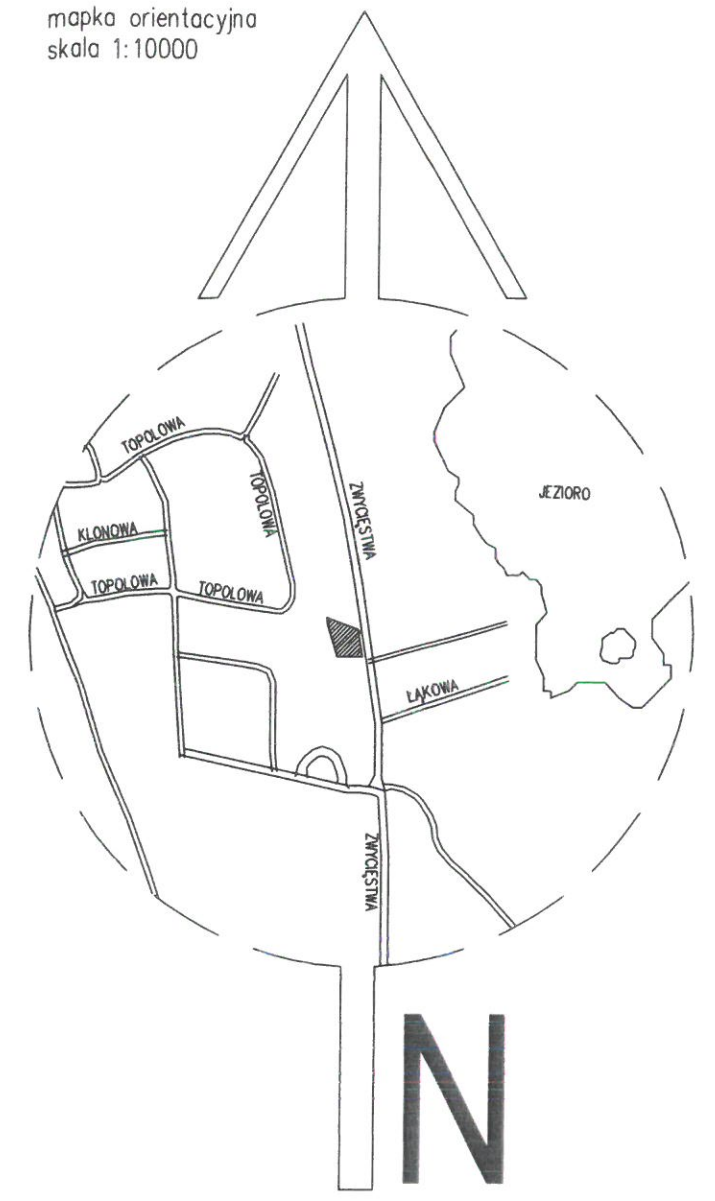 mapka orientacyjna
skala 1:10000
TOPOLOWA
TOPOLOWA
ZWYCIĘSTWA
JEZIORO
KLONOWA
TOPOLOWA
TOPOLOWA
ŁĄKOWA
ZWYCIĘSTWA
N